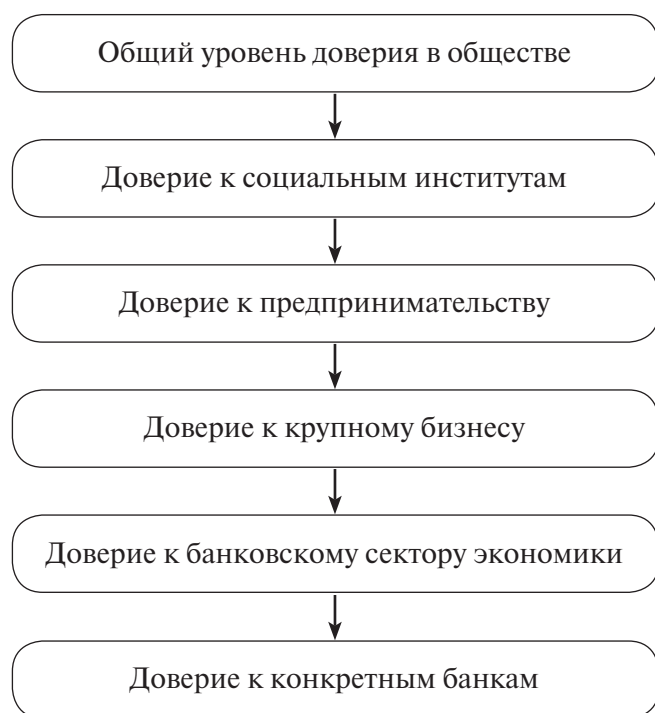 Общий уровень доверия в обществе
Доверие к социальным институтам
Доверие к предпринимательству
Доверие к крупному бизнесу
Доверие к банковскому сектору экономики
Доверие к конкретным банкам